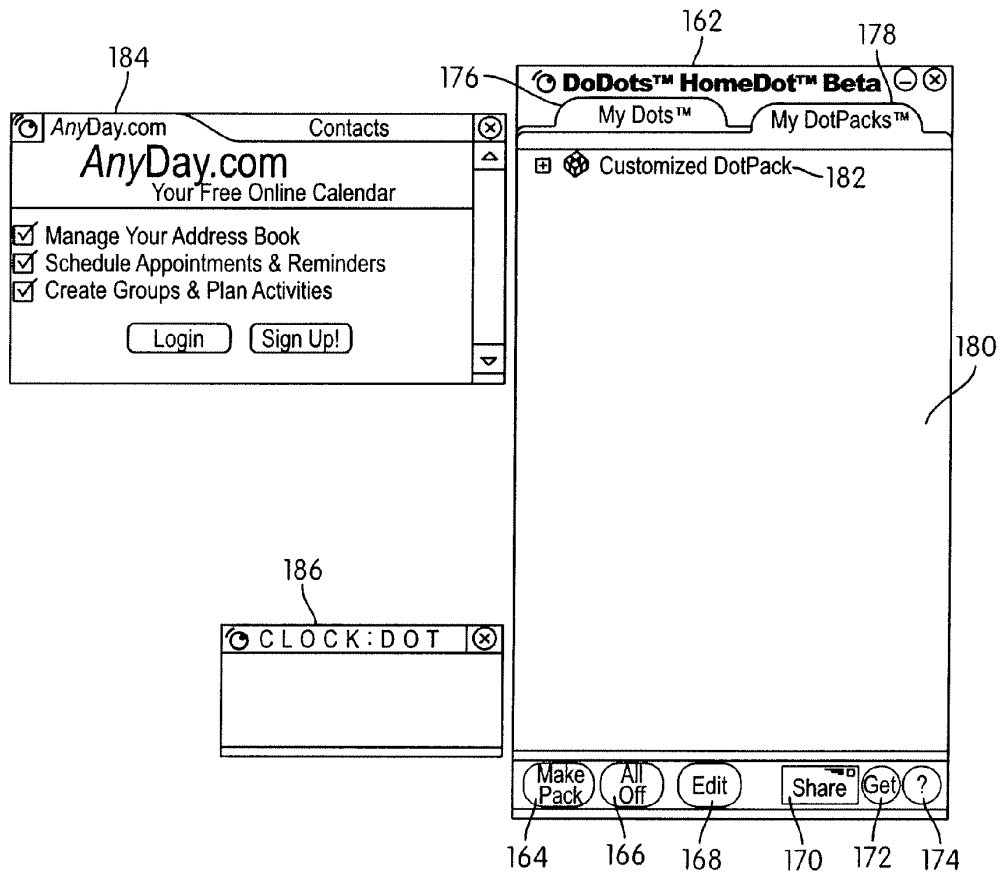 162
178
184
176
DoDots™ HomeDot™ Beta
My Dots™
My DotPacks™
AnyDay.com
Contacts
AnyDay.com
Your Free Online Calendar
Customized DotPack
182
Manage Your Address Book
Schedule Appointments & Reminders
Create Groups & Plan Activities
Login
Sign Up!
180
186
CLOCK:DOT
Make
Pack
All
Off
Edit
Share
Get
?
164
166
168
170
172
174